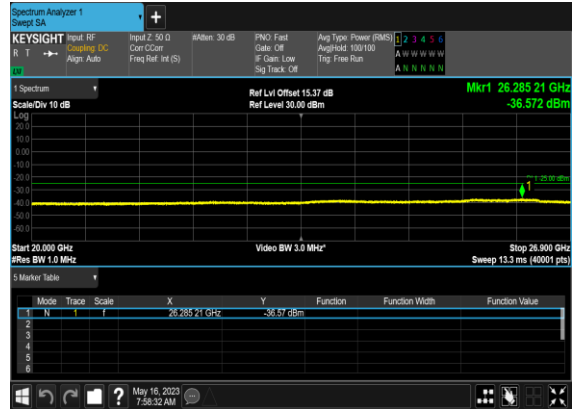 Spectrum Analyzer 1
Swept SA
+
KEYSIGHT Input: RF Input Z: 50 Ω #Atten: 30 dB PNO: Fast Avg Type: Power (RMS) 1 2 3 4 5 6
R T Coupling: DC Corr CCorr Gate: Off Avg|Hold: 100/100 A W W W W W
Align: Auto Freq Ref: Int (S) IF Gain: Low Trig: Free Run
Sig Track: Off A N N N N N
1 Spectrum Ref Lvl Offset 15.37 dB Mkr1 26.285 21 GHz
Scale/Div 10 dB Ref Level 30.00 dBm -36.572 dBm
Log
20.0
10.0
0.00
-10.0
-20.0
-30.0
-40.0
-50.0
-60.0
1 -25.00 dBm
1
Start 20.000 GHz Video BW 3.0 MHz* Stop 26.900 GHz
#Res BW 1.0 MHz Sweep 13.3 ms (40001 pts)
5 Marker Table
Mode Trace Scale X Y Function Function Width Function Value
1 N 1 f 26.285 21 GHz -36.57 dBm
2
3
4
5
6
? May 16, 2023
7:58:32 AM